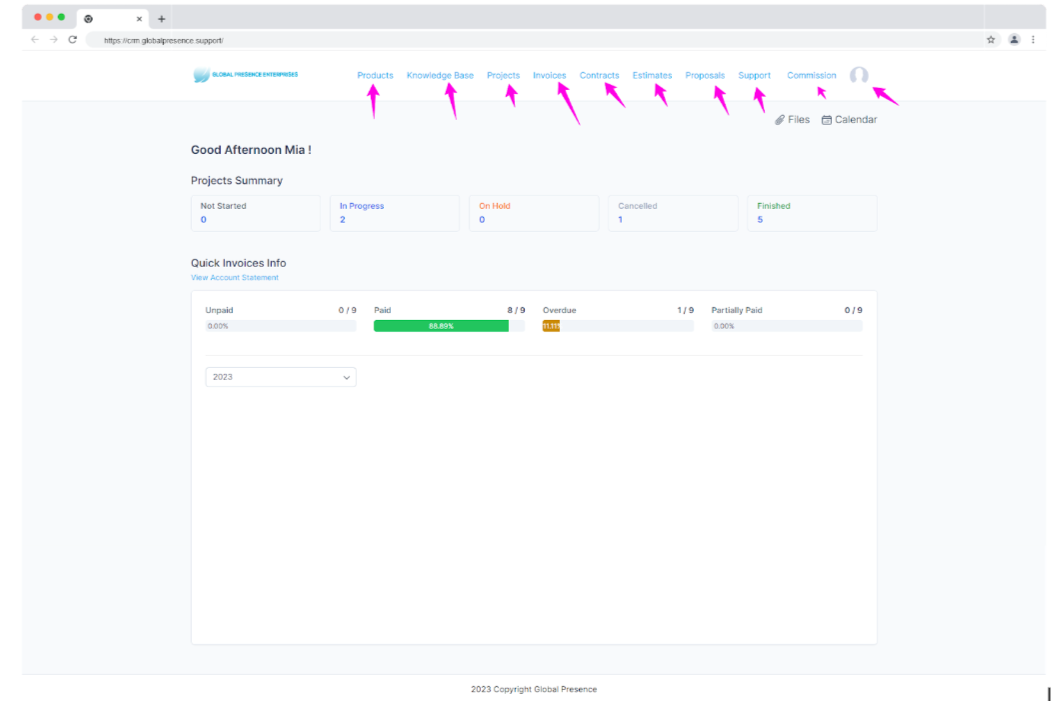 https://crm.globalpresence.support/
GLOBAL PRESENCE ENTERPRISES
Products Knowledge Base Projects Invoices Contracts Estimates Proposals Support Commission
Files Calendar
Good Afternoon Mia !
Projects Summary
Not Started In Progress On Hold Cancelled Finished
0 2 0 1 5
Quick Invoices Info
View Account Statement
Unpaid 0 / 9 Paid 8 / 9 Overdue 1 / 9 Partially Paid 0 / 9
0.00% 88.89% 11.111 0.00%
2023
2023 Copyright Global Presence